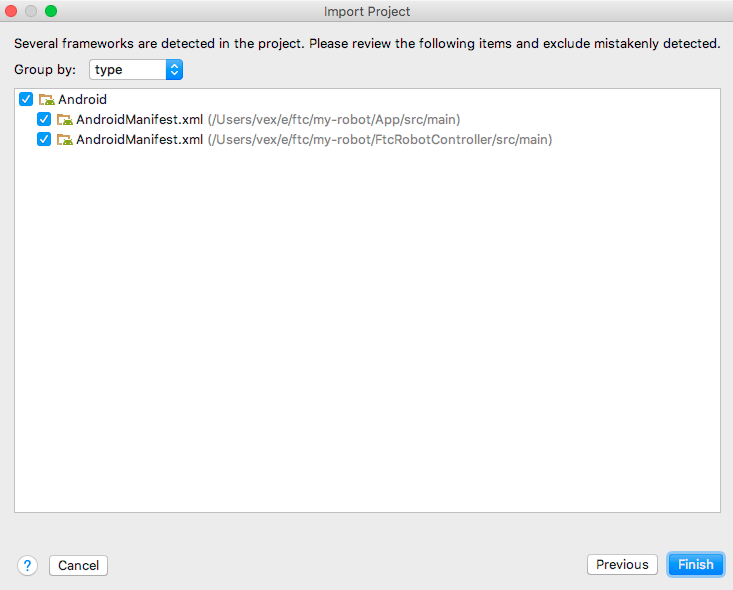 Import Project
Several frameworks are detected in the project. Please review the following items and exclude mistakenly detected.
Group by: type
Android
AndroidManifest.xml (/Users/vex/e/ftc/my-robot/App/src/main)
AndroidManifest.xml (/Users/vex/e/ftc/my-robot/FtcRobotController/src/main)
? Cancel Previous Finish